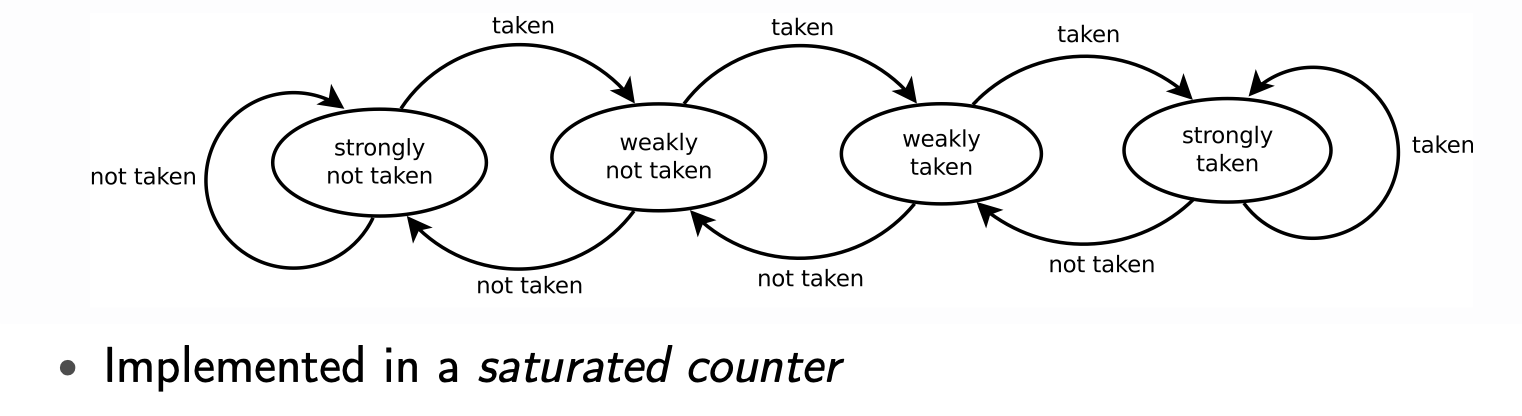 taken
taken
taken
strongly
not taken
weakly
not taken
weakly
taken
strongly
taken
not taken
taken
not taken
not taken
not taken
• Implemented in a saturated counter